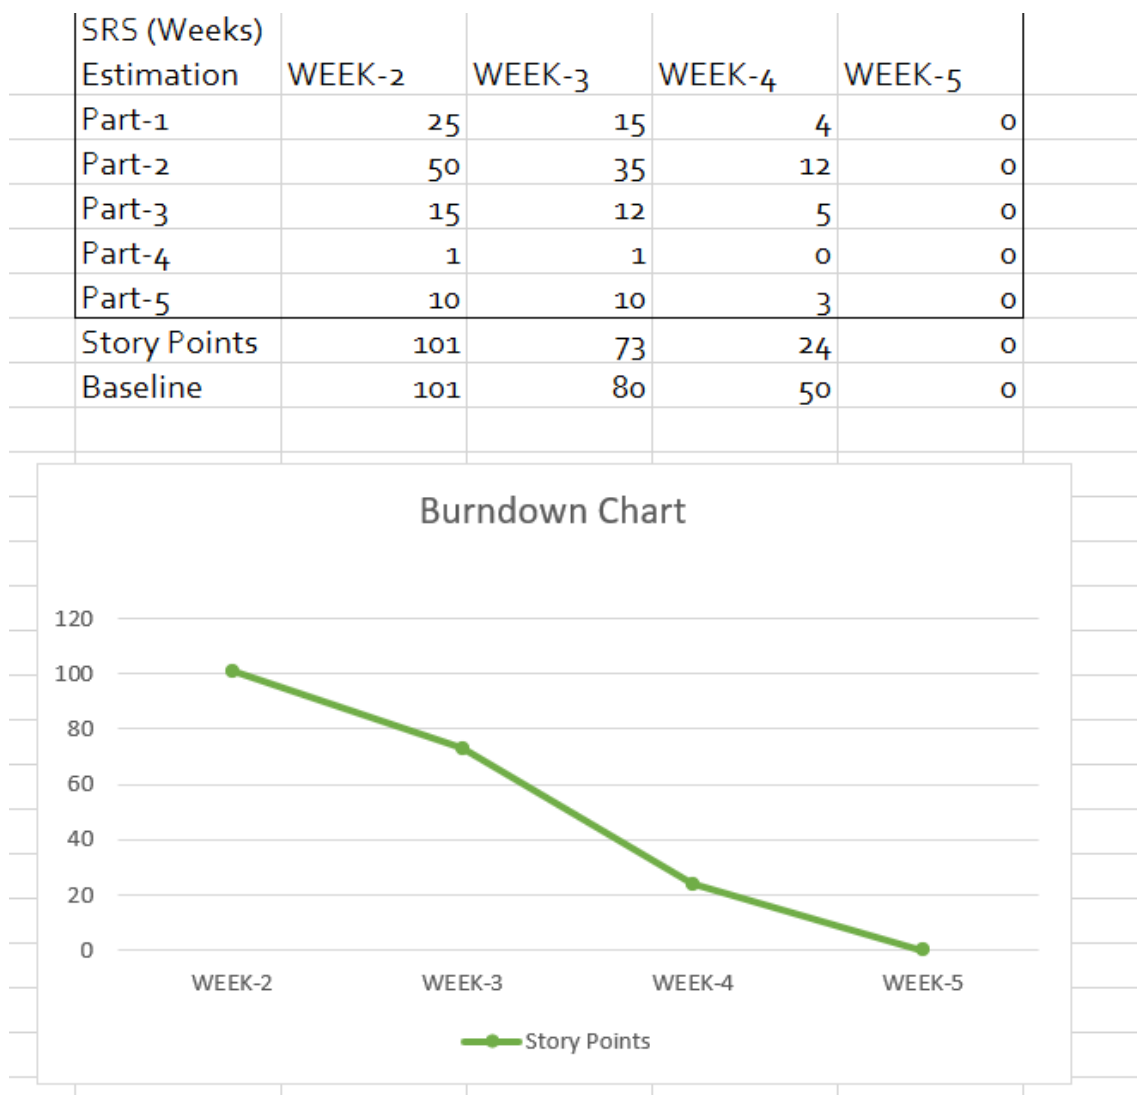 SRS (Weeks)
Estimation WEEK-2 WEEK-3 WEEK-4 WEEK-5
Part-1 25 15 4 0
Part-2 50 35 12 0
Part-3 15 12 5 0
Part-4 1 1 0 0
Part-5 10 10 3 0
Story Points 101 73 24 0
Baseline 101 80 50 0
Burndown Chart
120
100
80
60
40
20
0
WEEK-2 WEEK-3 WEEK-4 WEEK-5
Story Points